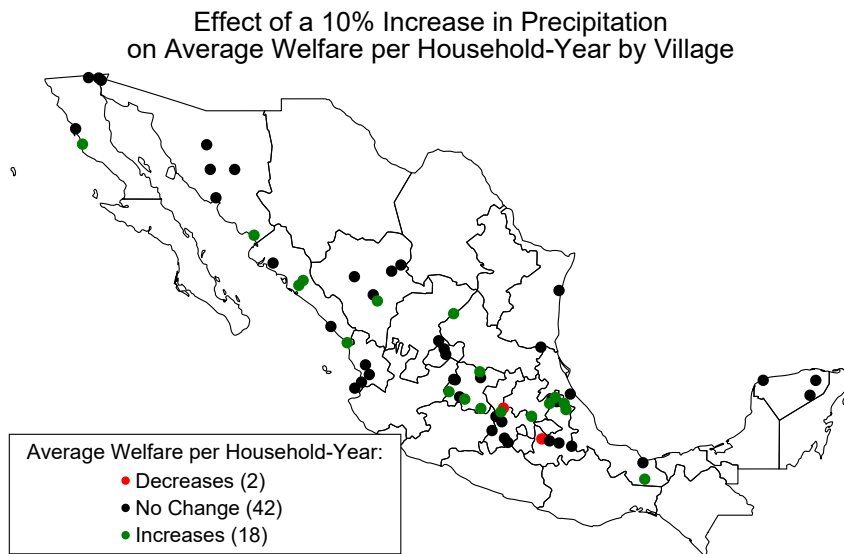 Effect of a 10% Increase in Precipitation
on Average Welfare per Household-Year by Village
Average Welfare per Household-Year:
Decreases (2)
No Change (42)
Increases (18)